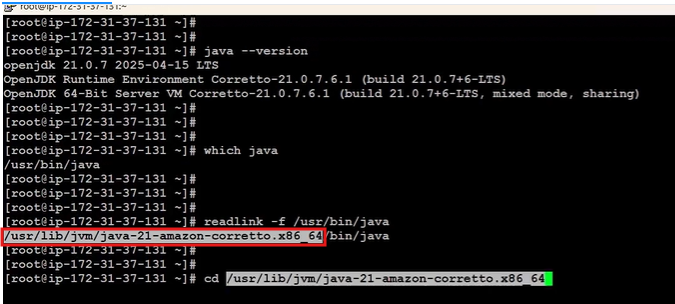 root@ip-172-31-37-131:~
[root@ip-172-31-37-131 ~]#
[root@ip-172-31-37-131 ~]#
[root@ip-172-31-37-131 ~]# java --version
openjdk 21.0.7 2025-04-15 LTS
OpenJDK Runtime Environment Corretto-21.0.7.6.1 (build 21.0.7+6-LTS)
OpenJDK 64-Bit Server VM Corretto-21.0.7.6.1 (build 21.0.7+6-LTS, mixed mode, sharing)
[root@ip-172-31-37-131 ~]#
[root@ip-172-31-37-131 ~]#
[root@ip-172-31-37-131 ~]#
[root@ip-172-31-37-131 ~]# which java
/usr/bin/java
[root@ip-172-31-37-131 ~]#
[root@ip-172-31-37-131 ~]#
[root@ip-172-31-37-131 ~]# readlink -f /usr/bin/java
/usr/lib/jvm/java-21-amazon-corretto.x86_64/bin/java
[root@ip-172-31-37-131 ~]#
[root@ip-172-31-37-131 ~]#
[root@ip-172-31-37-131 ~]# cd /usr/lib/jvm/java-21-amazon-corretto.x86_64